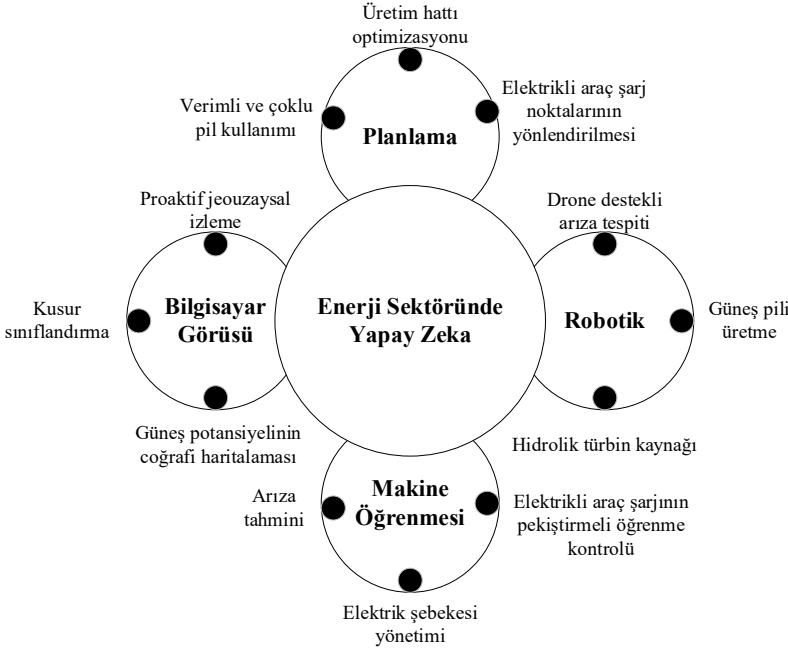 Üretim hattı
optimizasyonu
Verimli ve çoklu
pil kullanımı
Elektrikli araç şarj
noktalarının
yönlendirilmesi
Planlama
Proaktif jeouzaysal
izleme
Drone destekli
arıza tespiti
Kusur
sınıflandırma
Bilgisayar
Görüsü
Enerji Sektöründe
Yapay Zeka
Robotik
Güneş pili
üretme
Güneş potansiyelinin
coğrafi haritalaması
Hidrolik türbin kaynağı
Arıza
tahmini
Makine
Öğrenmesi
Elektrikli araç şarjının
pekiştirmeli öğrenme
kontrolü
Elektrik şebekesi
yönetimi